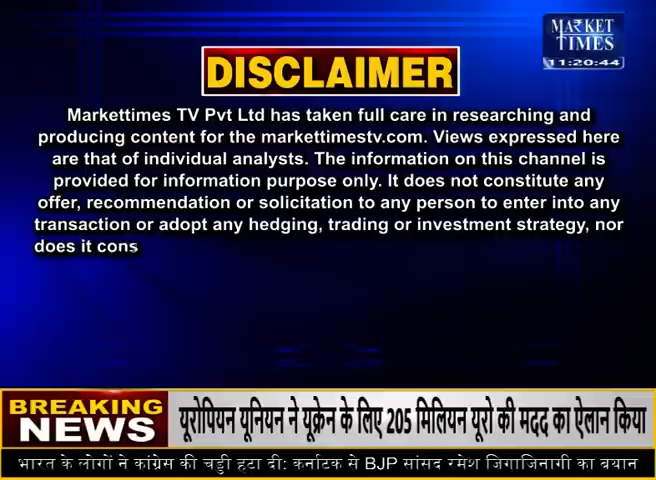 MARKET
TIMES
11:20:44
DISCLAIMER
Markettimes TV Pvt Ltd has taken full care in researching and
producing content for the markettimestv.com. Views expressed here
are that of individual analysts. The information on this channel is
provided for information purpose only. It does not constitute any
offer, recommendation or solicitation to any person to enter into any
transaction or adopt any hedging, trading or investment strategy, nor
does it cons
BREAKING
NEWS
यूरोपियन यूनियन ने यूक्रेन के लिए 205 मिलियन यूरो की मदद का ऐलान किया
भारत के लोगों ने कांग्रेस की चड्डी हटा दी: कर्नाटक से BJP सांसद रमेश जिगाजिनागी का बयान